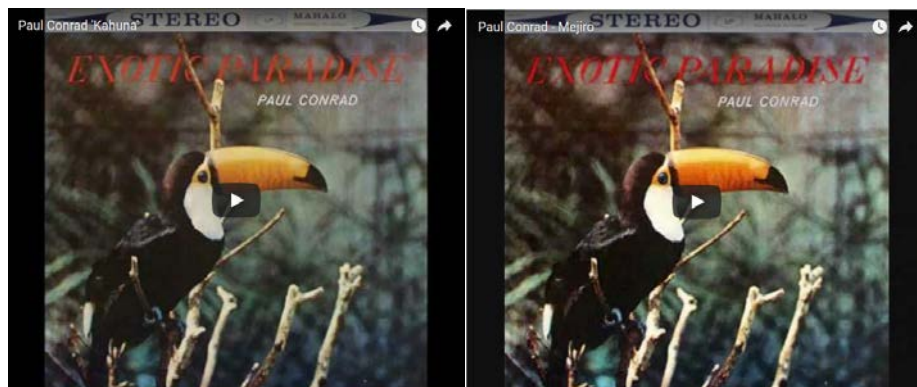 Paul Conrad 'Kahuna'
STEREO
MAHALO
EXOTIC PARADISE
PAUL CONRAD
Paul Conrad - Mejiro
STEREO
MAHALO
EXOTIC PARADISE
PAUL CONRAD